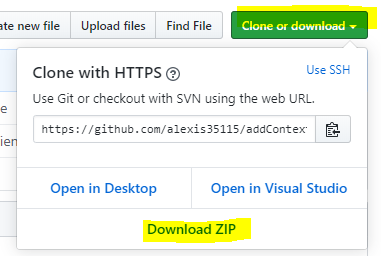 ate new file Upload files Find File Clone or download
Clone with HTTPS Use SSH
Use Git or checkout with SVN using the web URL.
https://github.com/alexis35115/addContex
Open in Desktop Open in Visual Studio
Download ZIP
e
ien